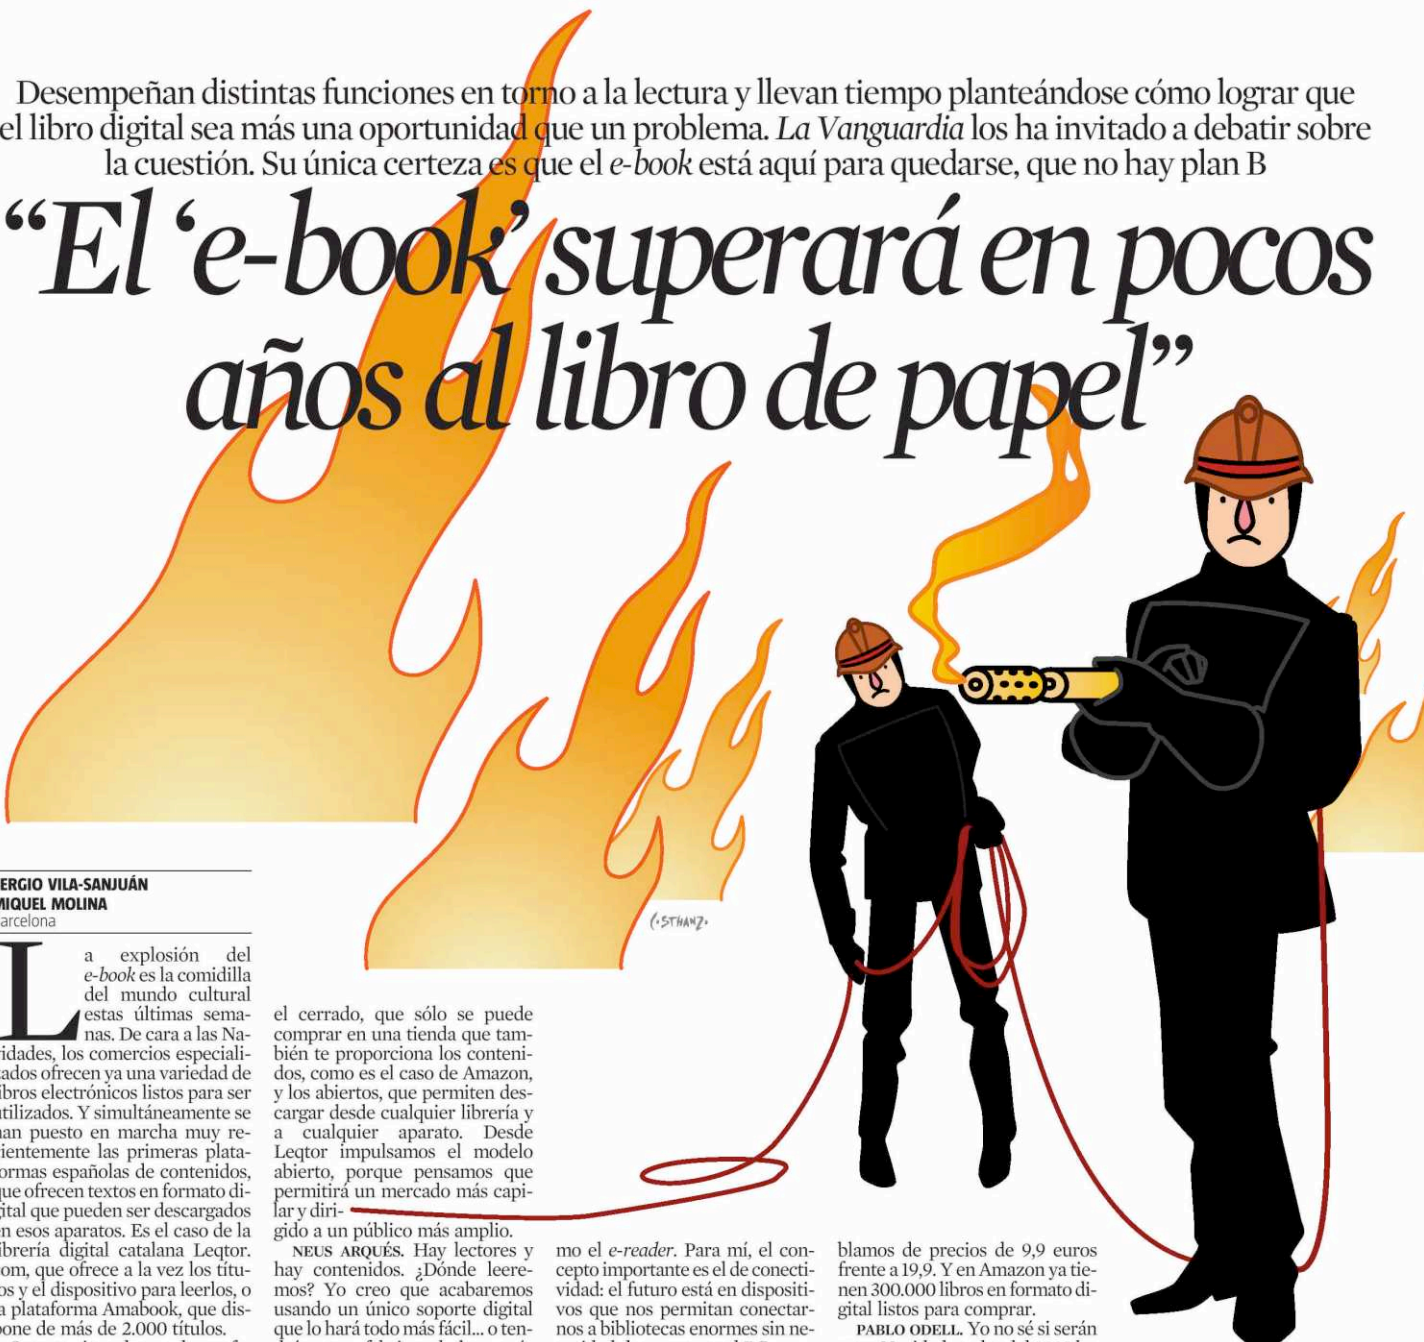 Desempeñan distintas funciones en torno a la lectura y llevan tiempo planteándose cómo lograr que
el libro digital sea más una oportunidad que un problema. La Vanguardia los ha invitado a debatir sobre
la cuestión. Su única certeza es que el e-book está aquí para quedarse, que no hay plan B
“El ‘e-book’ superará en pocos
años al libro de papel”
ERGIO VILA-SANJUÁN
MIQUEL MOLINA
arcelona
La explosión del
e-book es la comidilla
del mundo cultural
estas últimas sema-
nas. De cara a las Na-
idades, los comercios especiali-
ados ofrecen ya una variedad de
ibros electrónicos listos para ser
utilizados. Y simultáneamente se
han puesto en marcha muy re-
cientemente las primeras plata-
ormas españolas de contenidos,
que ofrecen textos en formato di-
gital que pueden ser descargados
en esos aparatos. Es el caso de la
ibrería digital catalana Leqtor.
om, que ofrece a la vez los títu-
os y el dispositivo para leerlos, o
a plataforma Amabook, que dis-
pone de más de 2.000 títulos.
el cerrado, que sólo se puede
comprar en una tienda que tam-
bién te proporciona los conteni-
dos, como es el caso de Amazon,
y los abiertos, que permiten des-
cargar desde cualquier librería y
a cualquier aparato. Desde
Leqtor impulsamos el modelo
abierto, porque pensamos que
permitirá un mercado más capi-
lar y diri-
gido a un público más amplio.
NEUS ARQUÉS. Hay lectores y
hay contenidos. ¿Dónde leere-
mos? Yo creo que acabaremos
usando un único soporte digital
que lo hará todo más fácil... o ten-
mo el e-reader. Para mí, el con-
cepto importante es el de conecti-
vidad: el futuro está en dispositi-
vos que nos permitan conectar-
nos a bibliotecas enormes sin ne-
blamos de precios de 9,9 euros
frente a 19,9. Y en Amazon ya tie-
nen 300.000 libros en formato di-
gital listos para comprar.
PABLO ODELL. Yo no sé si serán